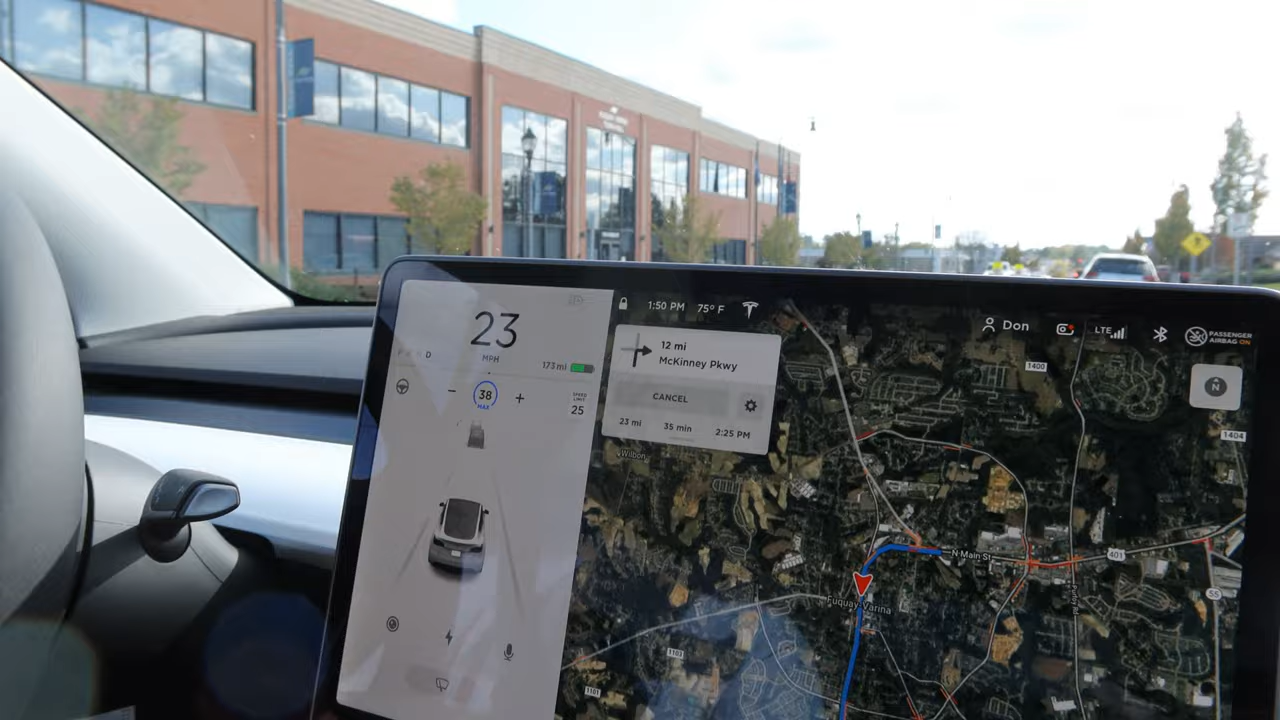 23
MPH
P R N D
173 mi
38
MAX
SPEED
LIMIT
25
1:50 PM
75° F
12 mi
McKinney Pkwy
CANCEL
23 mi
35 min
2:25 PM
Don
LTE
PASSENGER
AIRBAG ON
N
1400
1404
Wilbon
N Main St
401
Fuquay-Varina
55
1103
1101